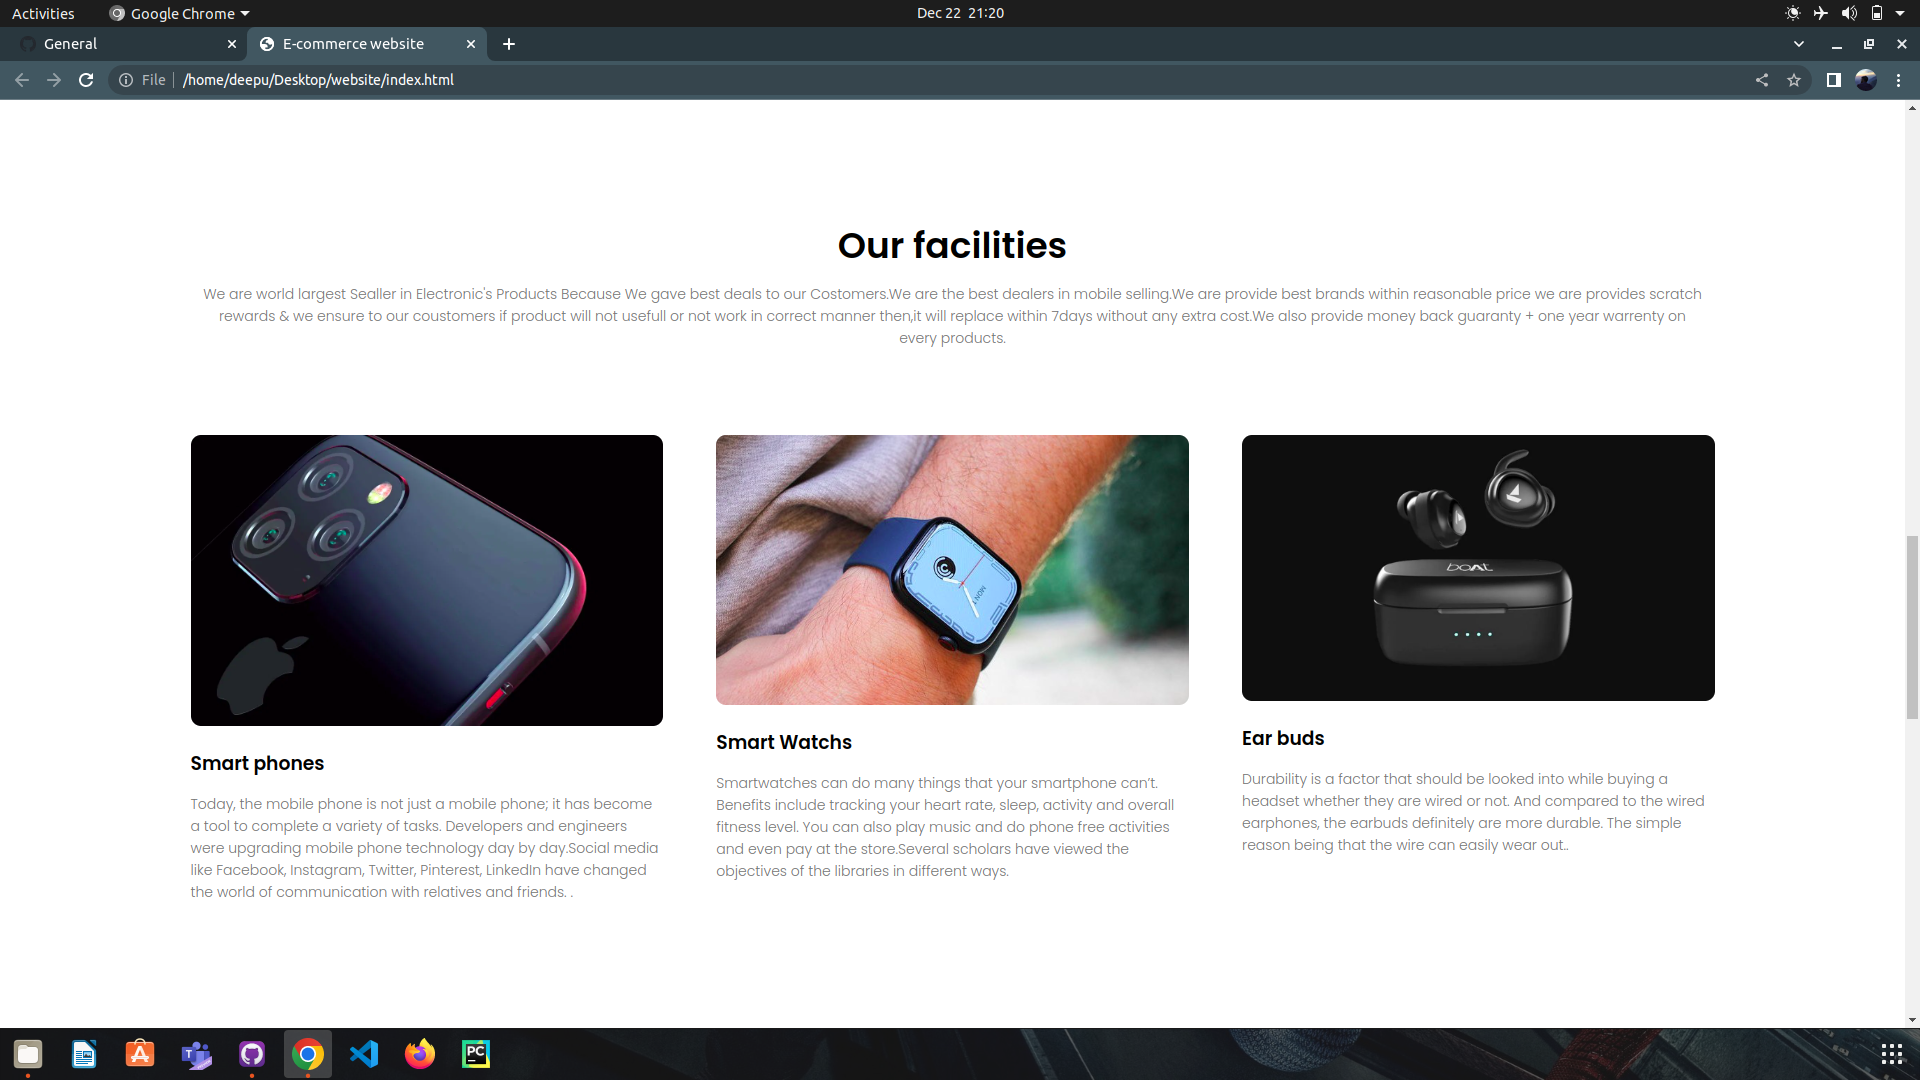 Activities
Google Chrome
Dec 22 21:20
General
E-commerce website
File
/home/deepu/Desktop/website/index.html
Our facilities
We are world largest Sealler in Electronic's Products Because We gave best deals to our Costomers.We are the best dealers in mobile selling.We are provide best brands within reasonable price we are provides scratch
rewards & we ensure to our coustomers if product will not usefull or not work in correct manner then,it will replace within 7days without any extra cost.We also provide money back guaranty + one year warrenty on
every products.
boAt
Smart phones
Today, the mobile phone is not just a mobile phone; it has become
a tool to complete a variety of tasks. Developers and engineers
were upgrading mobile phone technology day by day.Social media
like Facebook, Instagram, Twitter, Pinterest, LinkedIn have changed
the world of communication with relatives and friends. .
Smart Watchs
Smartwatches can do many things that your smartphone can’t.
Benefits include tracking your heart rate, sleep, activity and overall
fitness level. You can also play music and do phone free activities
and even pay at the store.Several scholars have viewed the
objectives of the libraries in different ways.
Ear buds
Durability is a factor that should be looked into while buying a
headset whether they are wired or not. And compared to the wired
earphones, the earbuds definitely are more durable. The simple
reason being that the wire can easily wear out..
PC